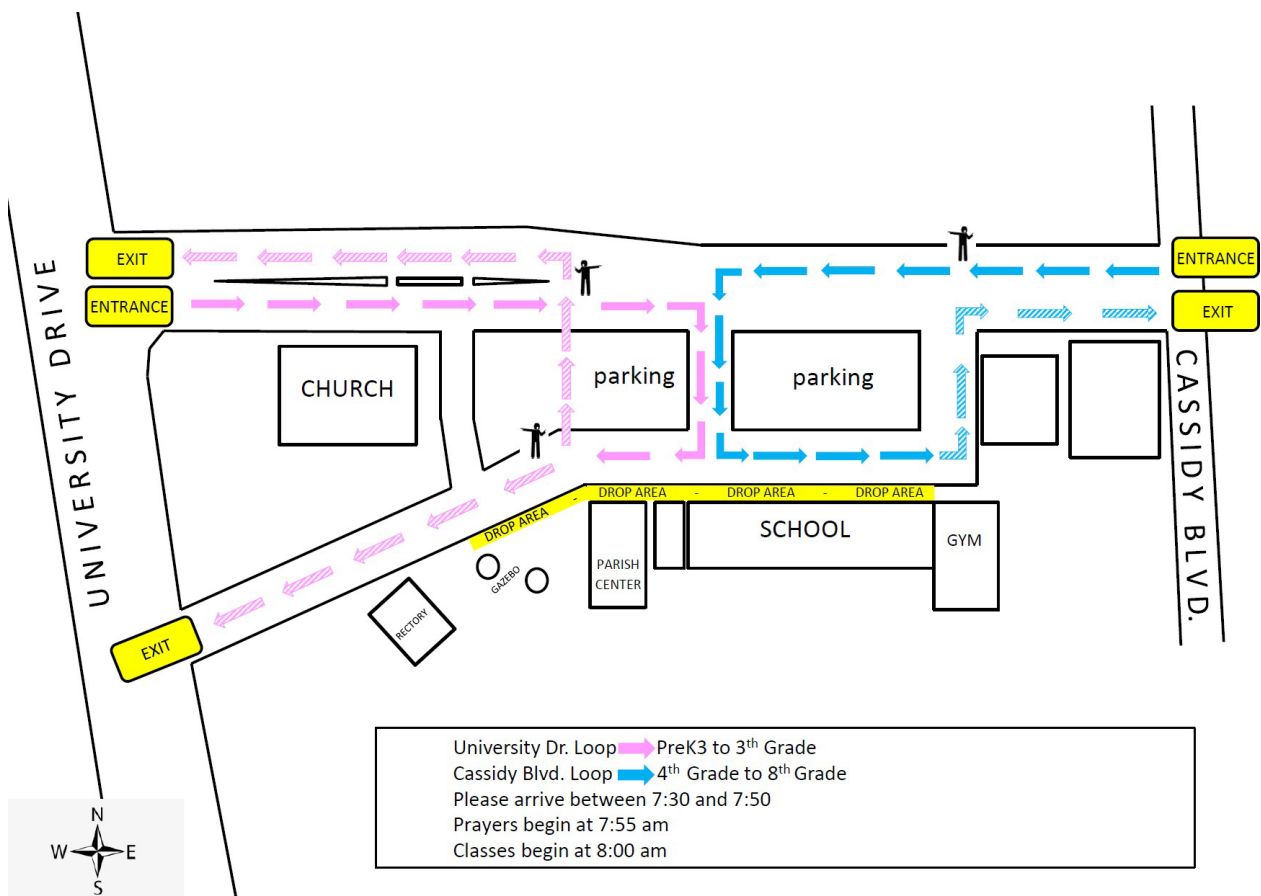 EXIT
ENTRANCE
ENTRANCE
EXIT
UNIVERSITY DRIVE
CASSIDY BLVD.
CHURCH
parking
parking
DROP AREA - DROP AREA - DROP AREA
- DROP AREA
SCHOOL
GYM
PARISH
CENTER
GAZEBO
RECTORY
EXIT
University Dr. Loop PreK3 to 3th Grade
Cassidy Blvd. Loop 4th Grade to 8th Grade
Please arrive between 7:30 and 7:50
Prayers begin at 7:55 am
Classes begin at 8:00 am
N
W E
S